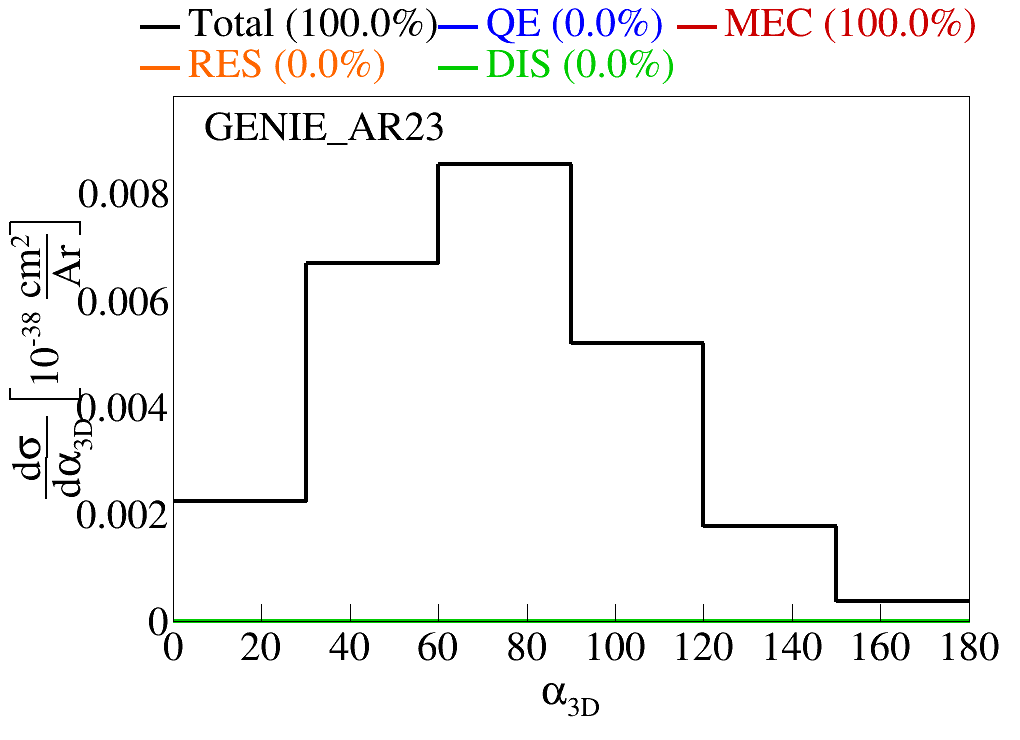 Total (100.0%) QE (0.0%) MEC (100.0%)
RES (0.0%) DIS (0.0%)
GENIE_AR23
0.008
0.006
0.004
0.002
0
0 20 40 60 80 100 120 140 160 180
α3D
dσ/dα3D [10-38 cm2/Ar]